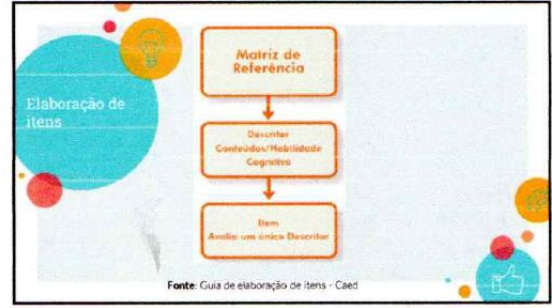 Elaboração de
itens
Matriz de
Referência
Descritor
Conteúdos/Habilidade
Cognitiva
Item
Avalia um único Descritor
Fonte: Guia de elaboração de itens - Caed